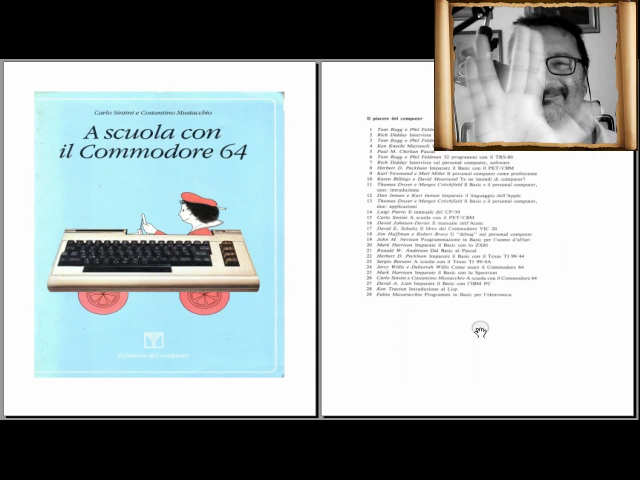 Carlo Sintini e Costantino Mustacchio
A scuola con
il Commodore 64
il piacere del computer
Il piacere del computer
1 Tom Rugg e Phil
2 Rich Didday Intervista
3 Tom Rugg e Phil
4 Ken Knecht Microsoft
5 Paul M. Chirlian Pascal
6 Tom Rugg e Phil Feldman 32 programmi con il TRS-80
7 Rich Didday Intervista sul personal computer, software
8 Herbert D. Peckham Imparate il Basic con il PET/CBM
9 Karl Townsend e Merl Miller Il personal computer come professione
10 Karen Billings e David Moursund Te ne intendi di computer?
11 Thomas Dwyer e Margot Critchfield Il Basic e il personal computer,
uno: introduzione
12 Don Inman e Kurt Inman Imparate il linguaggio dell'Apple
13 Thomas Dwyer e Margot Critchfield Il Basic e il personal computer,
due: applicazioni
14 Luigi Pierro Il manuale del CP/M
15 Carlo Sintini A scuola con il PET/CBM
16 David Johnson-Davies Il manuale dell'Atom
17 David E. Schultz Il libro del Commodore VIC 20
18 Jim Huffman e Robert Bruce Il "debug" nel personal computer
19 John M. Nevison Programmazione in Basic per l'uomo d'affari
20 Mark Harrison Imparate il Basic con lo ZX81
21 Ronald W. Anderson Dal Basic al Pascal
22 Herbert D. Peckham Imparate il Basic con il Texas TI 99/4A
23 Sergio Borsani A scuola con il Texas TI 99/4A
24 Jerry Willis e Deborrah Willis Come usare il Commodore 64
25 Mark Harrison Imparate il Basic con lo Spectrum
26 Carlo Sintini e Costantino Mustacchio A scuola con il Commodore 64
27 David A. Lien Imparate il Basic con l'IBM PC
28 Ken Tracton Introduzione al Lisp
29 Fabio Marzocca Programmi in Basic per l'elettronica